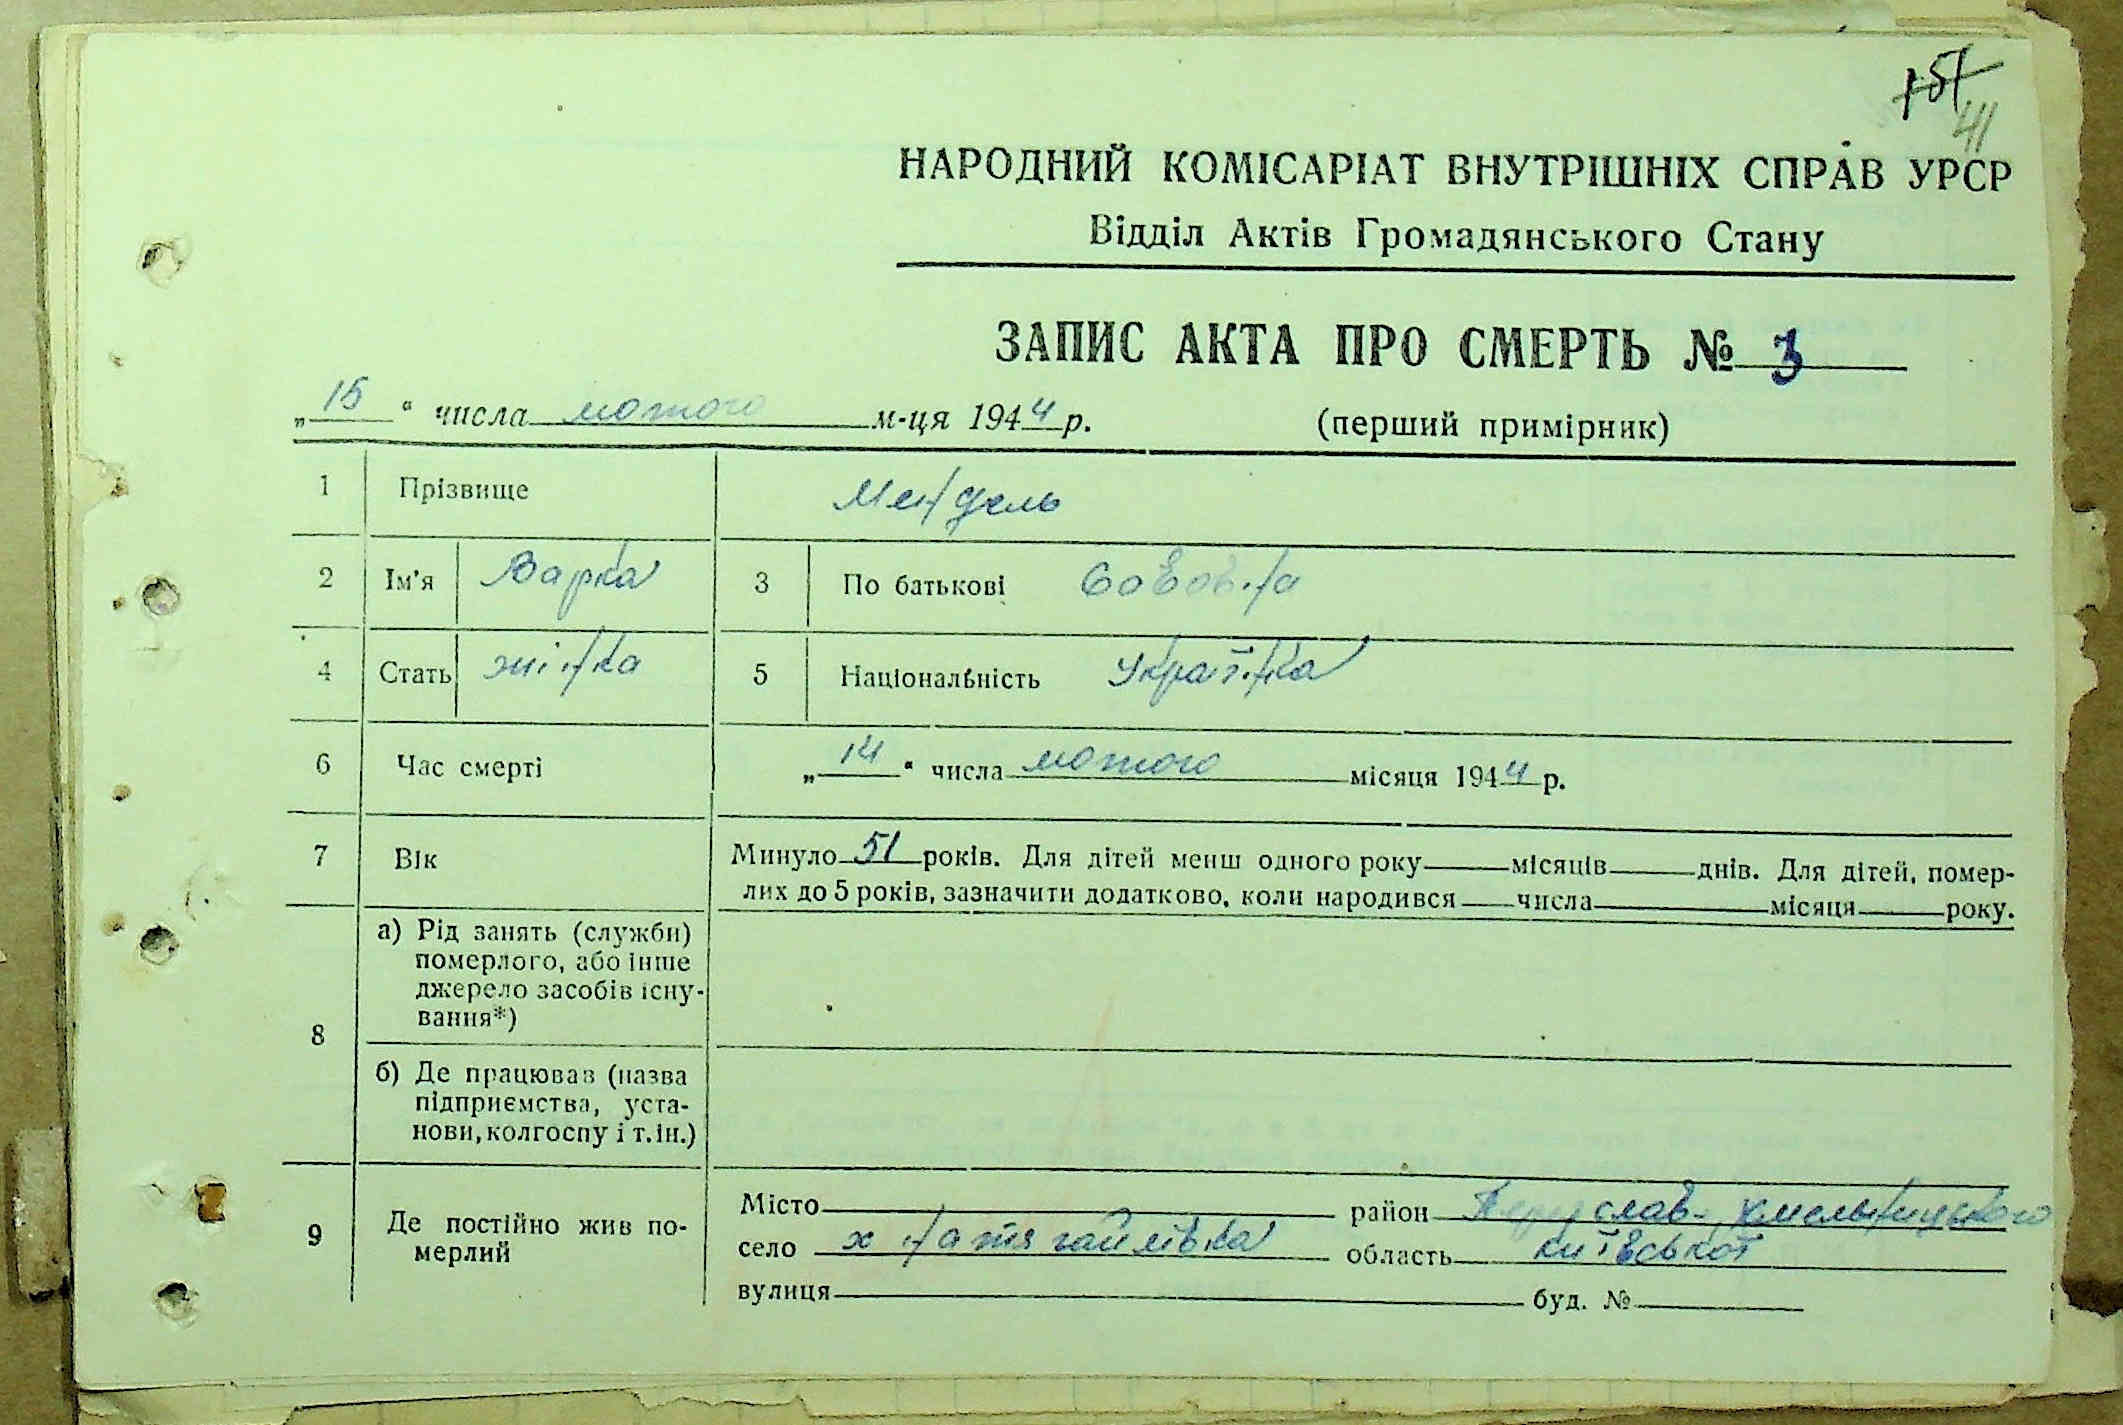 151
41
НАРОДНИЙ КОМІСАРІАТ ВНУТРІШНІХ СПРАВ УРСР
Відділ Актів Громадянського Стану
ЗАПИС АКТА ПРО СМЕРТЬ № 3
„ 15 “ числа лютого м-ця 1944 р. (перший примірник)
1 Прізвище Мендель
2 Ім'я Варка 3 По батькові Савовна
4 Стать жінка 5 Національність Українка
6 Час смерті „ 14 “ числа лютого місяця 1944 р.
7 Вік Минуло 51 років. Для дітей менш одного року місяців днів. Для дітей, помер-
лих до 5 років, зазначити додатково, коли народився числа місяця року.
8 а) Рід занять (служби)
померлого, або інше
джерело засобів існу-
вання*)
б) Де працював (назва
підприємства, уста-
нови, колгоспу і т. ін.)
9 Де постійно жив по-
мерлий
Місто район Переяслав-Хмельницького
село х Натягайлівка область київської
вулиця буд. №